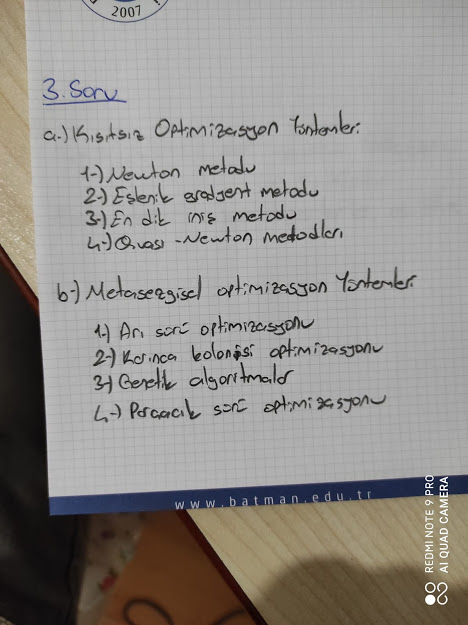 2007
3. Soru
a-) Kısıtsız Optimizasyon Yöntemleri
1-) Newton metodu
2-) Eşlenik gradyent metodu
3-) En dik iniş metodu
4-) Quasi-Newton metodları
b-) Metasezgisel optimizasyon Yöntemleri
1-) Arı sürü optimizasyonu
2-) Karınca kolonisi optimizasyonu
3-) Genetik algoritmalar
4-) Parçacık sürü optimizasyonu
www.batman.edu.tr
REDMI NOTE 9 PRO
AI QUAD CAMERA